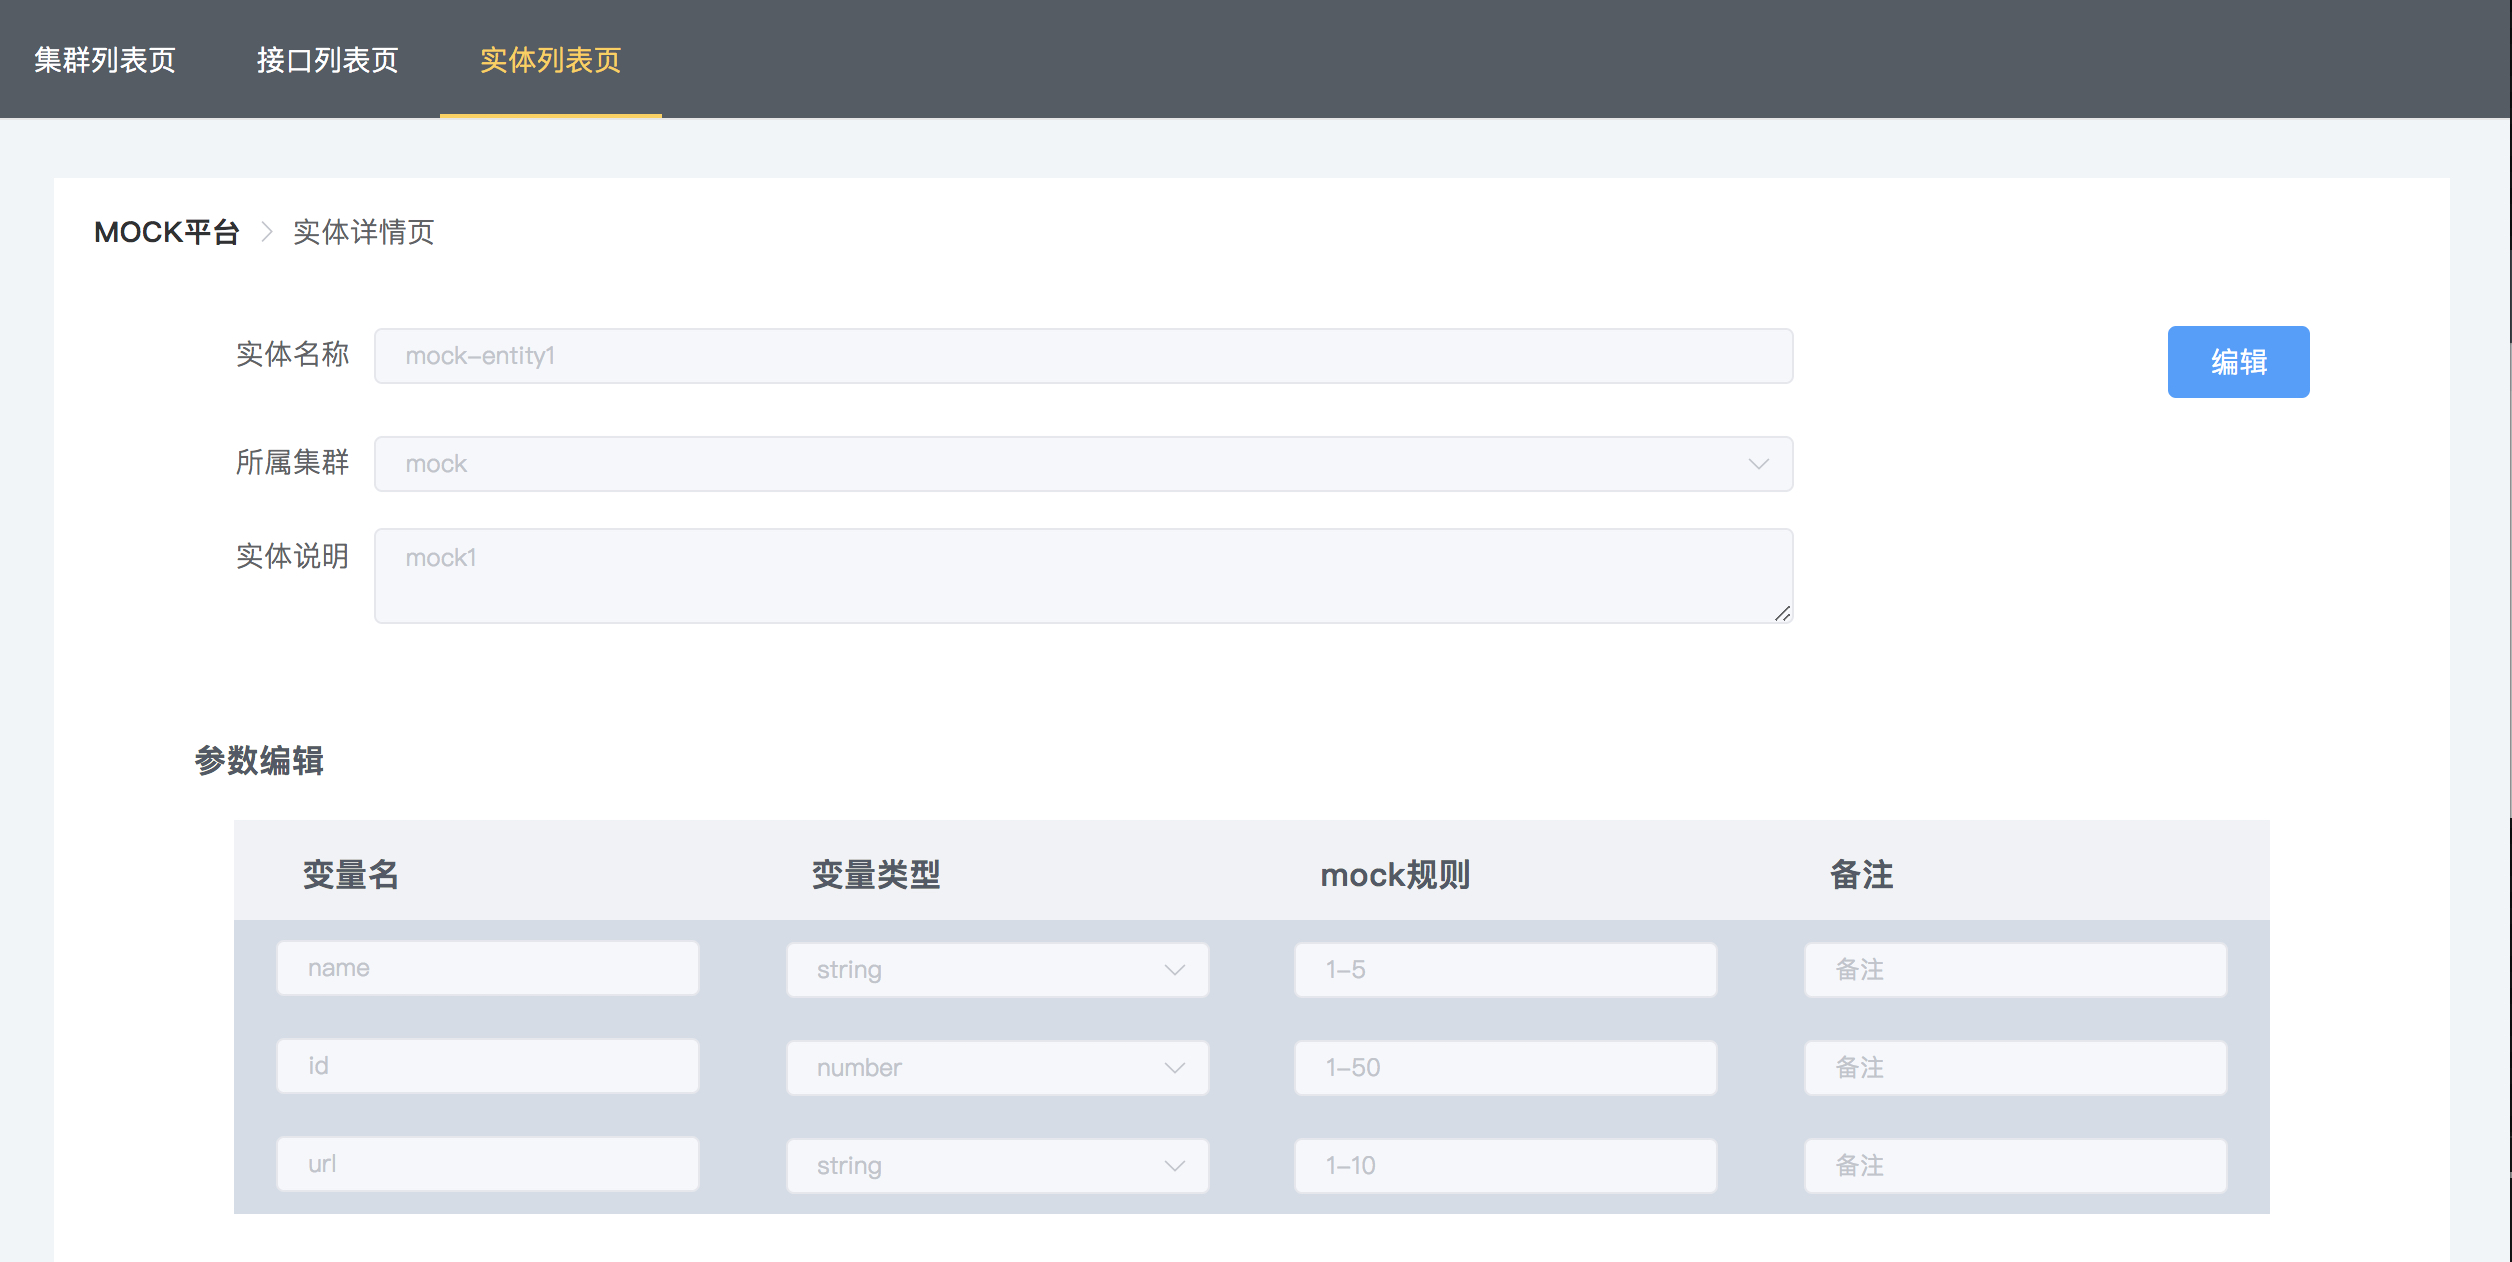 集群列表页 接口列表页 实体列表页
MOCK平台 > 实体详情页
实体名称 mock-entity1 编辑
所属集群 mock
实体说明 mock1
参数编辑
变量名 变量类型 mock规则 备注
name string 1-5 备注
id number 1-50 备注
url string 1-10 备注